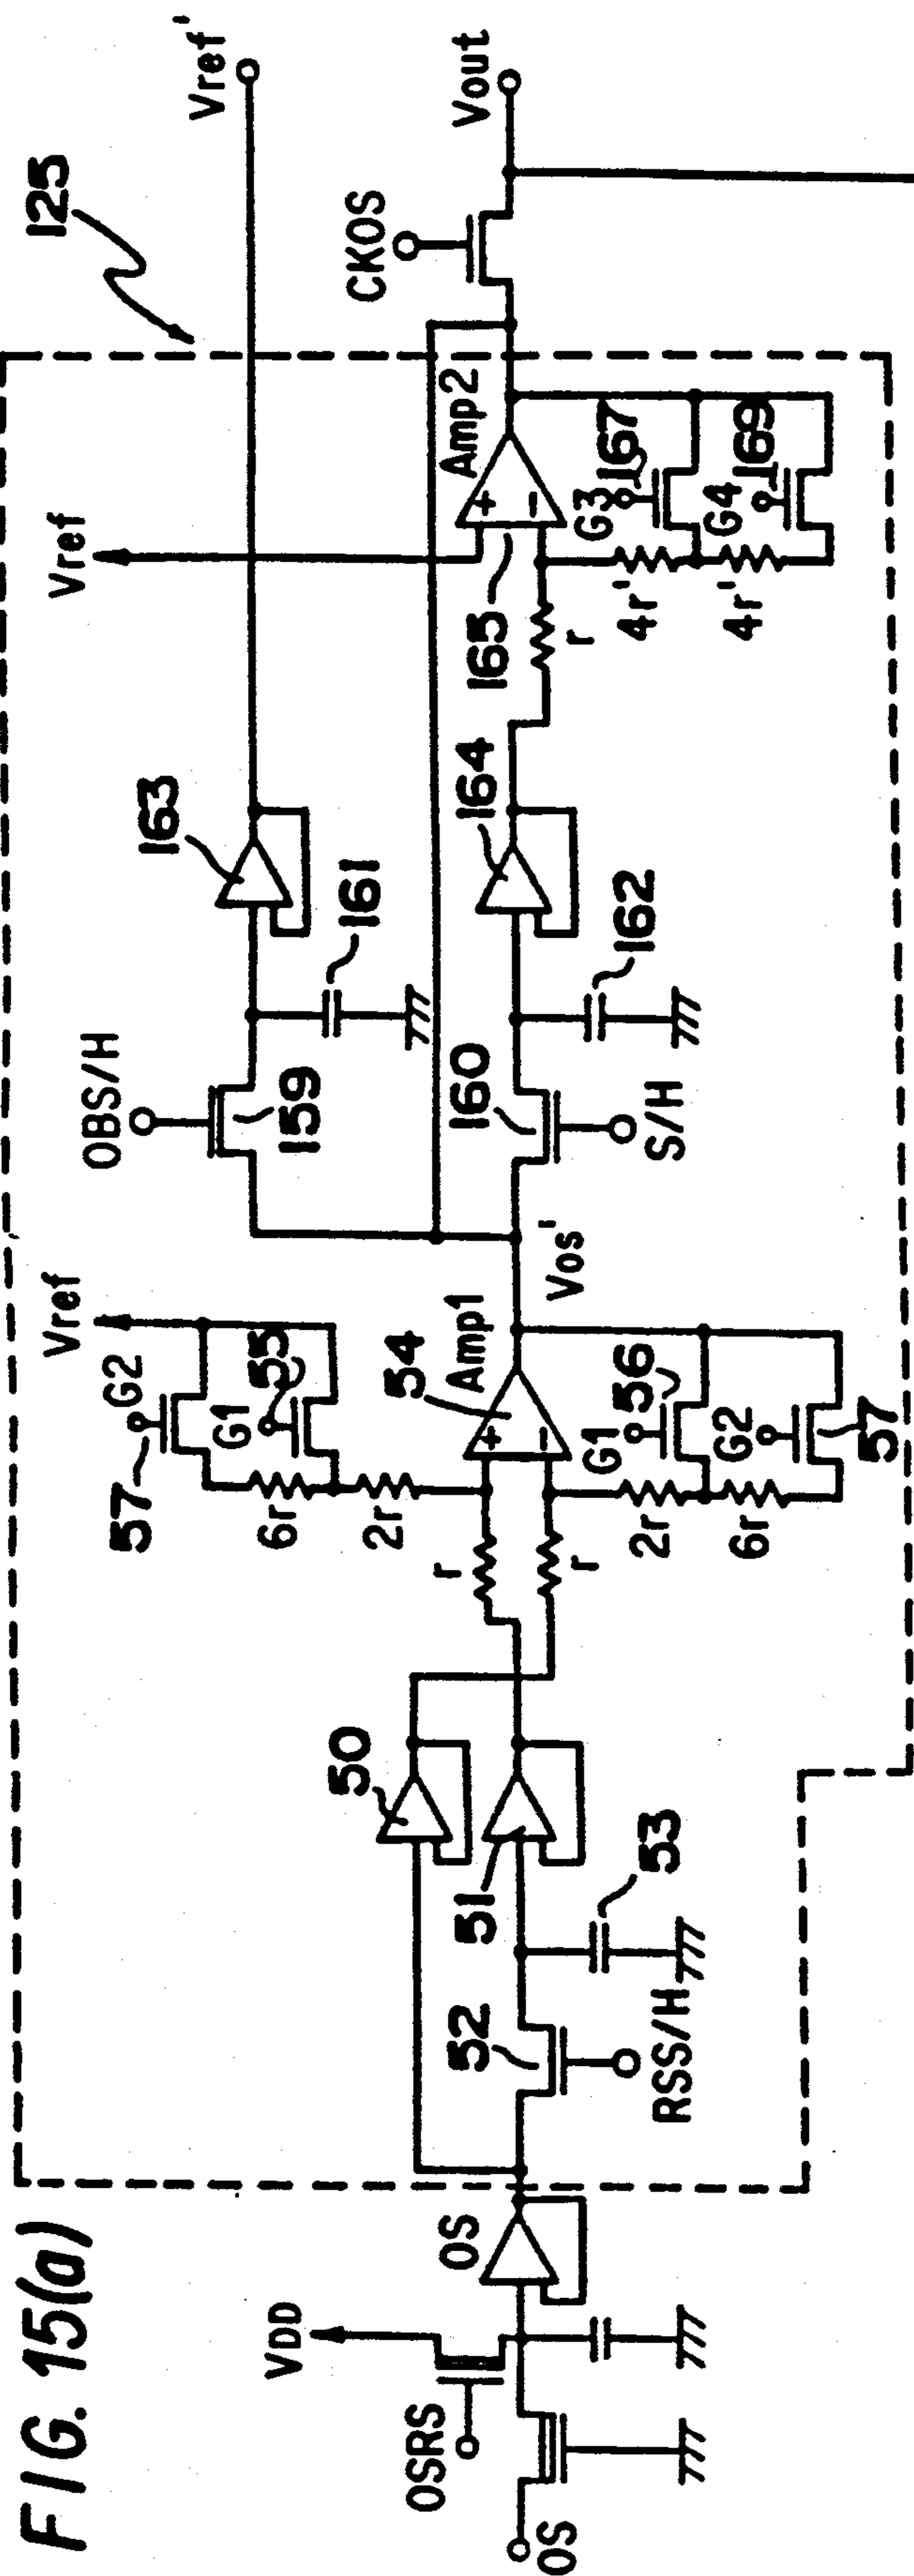 FIG. 15(a)
125
Vref'
Vref
Vref
OBS/H
163
161
159
CKOS
Vout
57
G2
G1
55
6r
2r
r
r
54
Amp1
Vos'
160
S/H
162
164
165
r
Amp2
G3
167
G4
169
4r'
4r'
G1
56
G2
57
2r
6r
50
51
52
53
RSS/H
VDD
OSRS
OS
OS